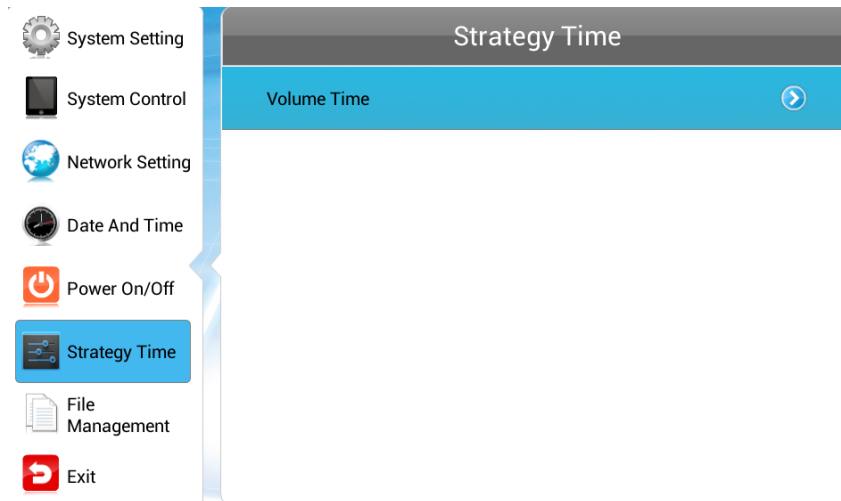 System Setting
System Control
Network Setting
Date And Time
Power On/Off
Strategy Time
File
Management
Exit
Strategy Time
Volume Time